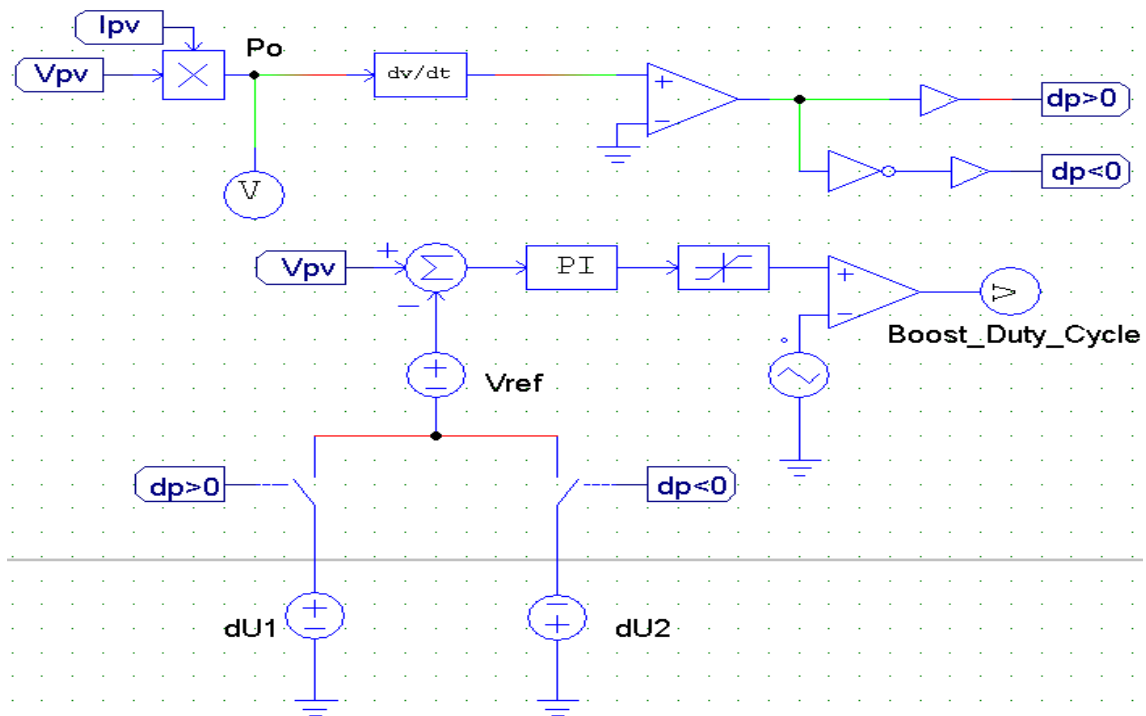 Ipv
Po
Vpv
dv/dt
dp>0
dp<0
V
Vpv
Σ
PI
V
Boost_Duty_Cycle
Vref
dp>0
dp<0
dU1
dU2